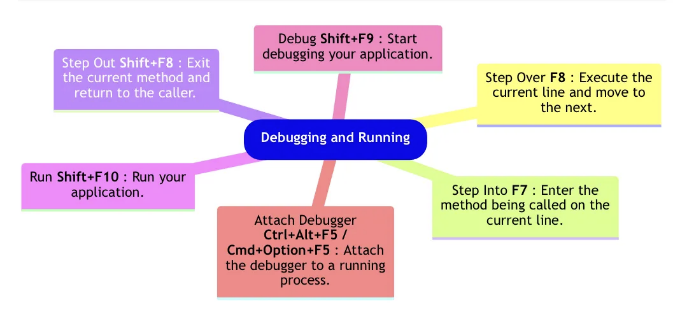 Debug Shift+F9 : Start
debugging your application.
Step Out Shift+F8 : Exit
the current method and
return to the caller.
Step Over F8 : Execute the
current line and move to
the next.
Debugging and Running
Run Shift+F10 : Run your
application.
Step Into F7 : Enter the
method being called on the
current line.
Attach Debugger
Ctrl+Alt+F5 /
Cmd+Option+F5 : Attach
the debugger to a running
process.